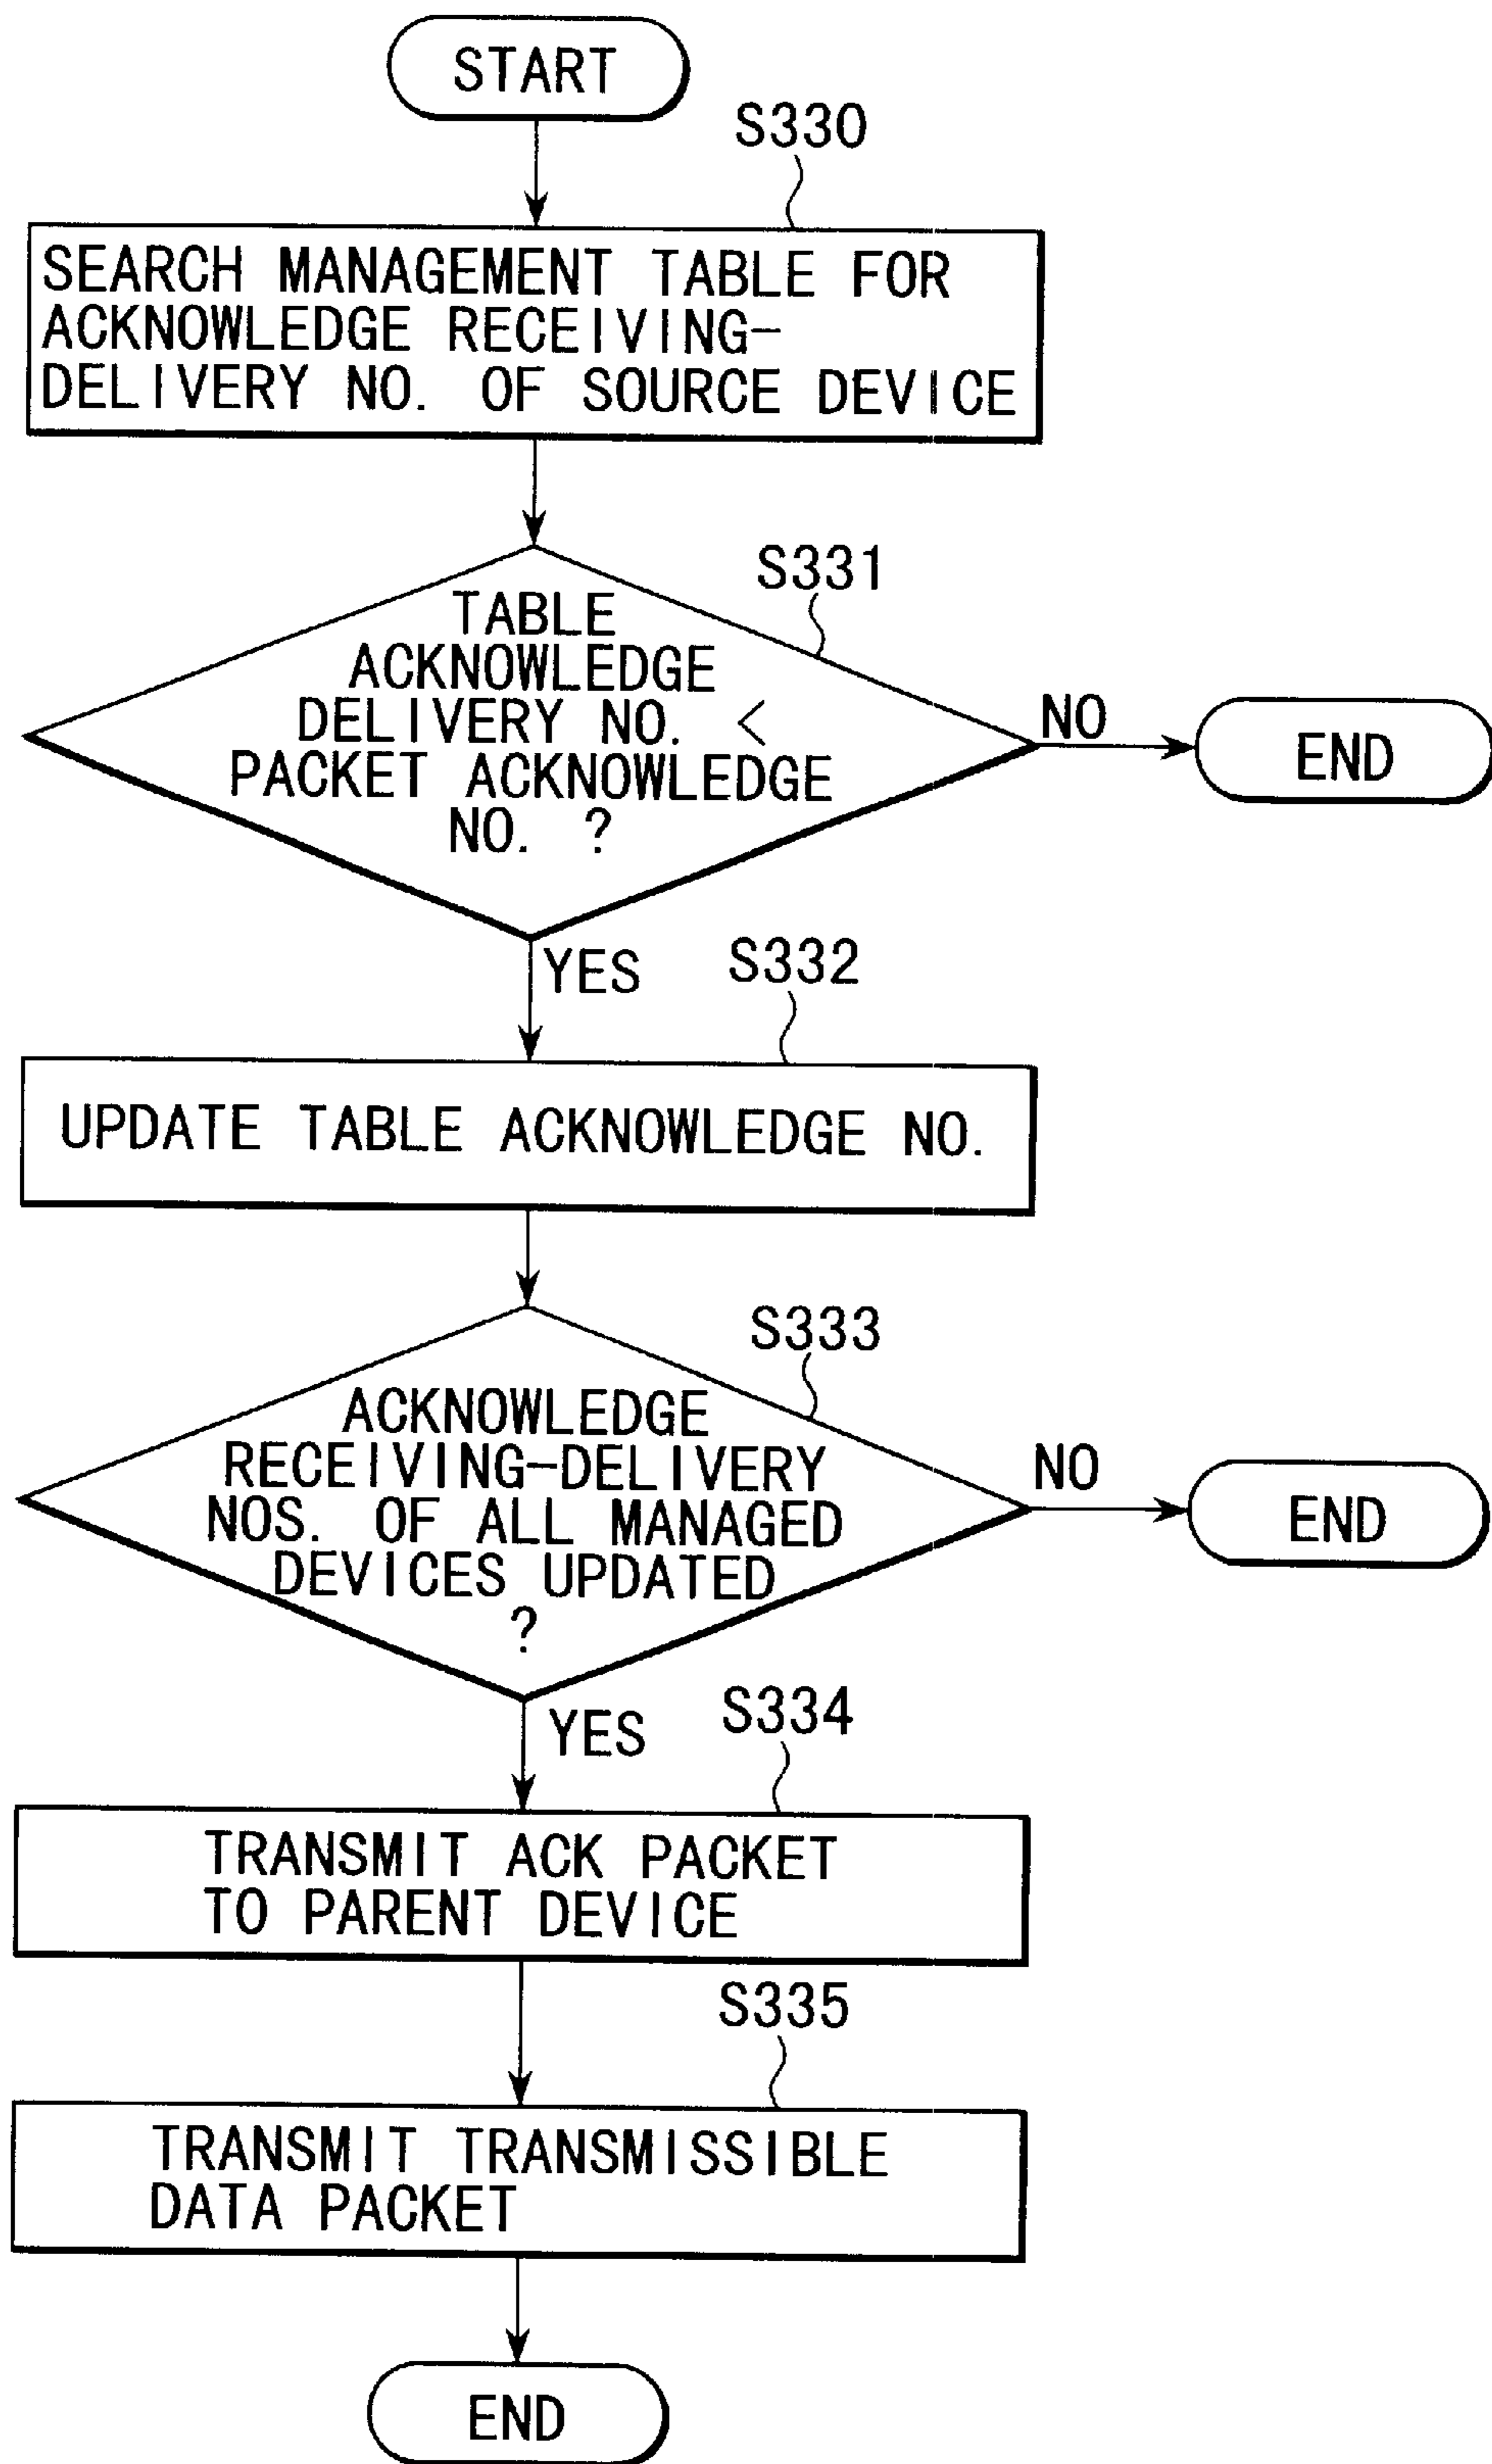 START
S330
SEARCH MANAGEMENT TABLE FOR
ACKNOWLEDGE RECEIVING-
DELIVERY NO. OF SOURCE DEVICE
S331
TABLE
ACKNOWLEDGE
DELIVERY NO. <
PACKET ACKNOWLEDGE
NO. ?
NO
END
YES
S332
UPDATE TABLE ACKNOWLEDGE NO.
S333
ACKNOWLEDGE
RECEIVING-DELIVERY
NOS. OF ALL MANAGED
DEVICES UPDATED
?
NO
END
YES
S334
TRANSMIT ACK PACKET
TO PARENT DEVICE
S335
TRANSMIT TRANSMISSIBLE
DATA PACKET
END